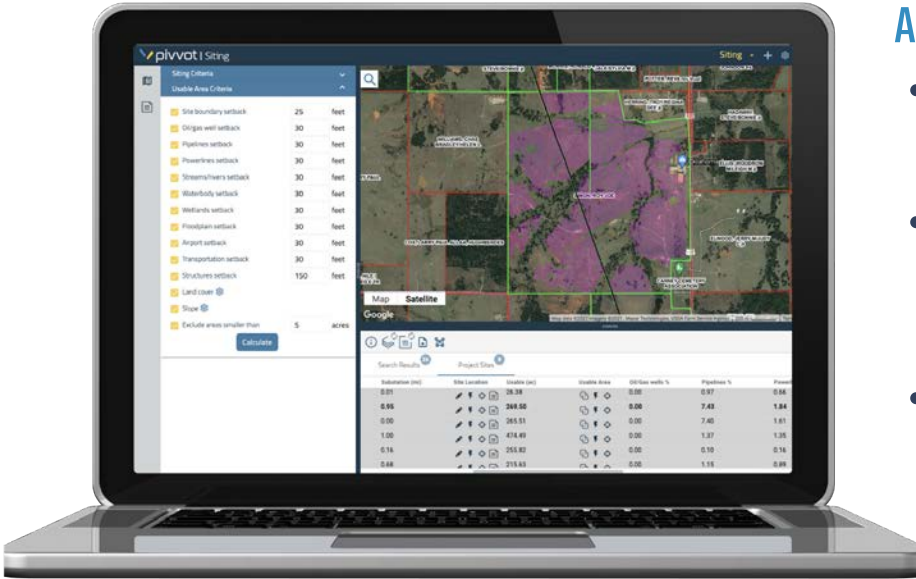 A
pivvot | Siting
Siting
Siting Criteria
Usable Area Criteria
Site boundary setback 25 feet
Oil/gas well setback 30 feet
Pipelines setback 30 feet
Powerlines setback 30 feet
Streams/rivers setback 30 feet
Waterbody setback 30 feet
Wetlands setback 30 feet
Floodplain setback 30 feet
Airport setback 30 feet
Transportation setback 30 feet
Structures setback 150 feet
Land cover
Slope
Exclude areas smaller than 5 acres
Calculate
CARNEY CEMETERY
ASSOCIATION
Map Satellite
Google
Search Results
Project Sites
Substation (mi) Site Location Usable (ac) Usable Area Oil/Gas wells % Pipelines %
0.01 28.38 0.00 0.97 0.66
0.95 269.50 0.00 7.43 1.84
0.00 265.51 0.00 7.40 1.61
1.00 474.49 0.00 1.37 1.35
0.16 255.82 0.00 0.10 0.16
0.68 215.63 0.00 1.15 0.89